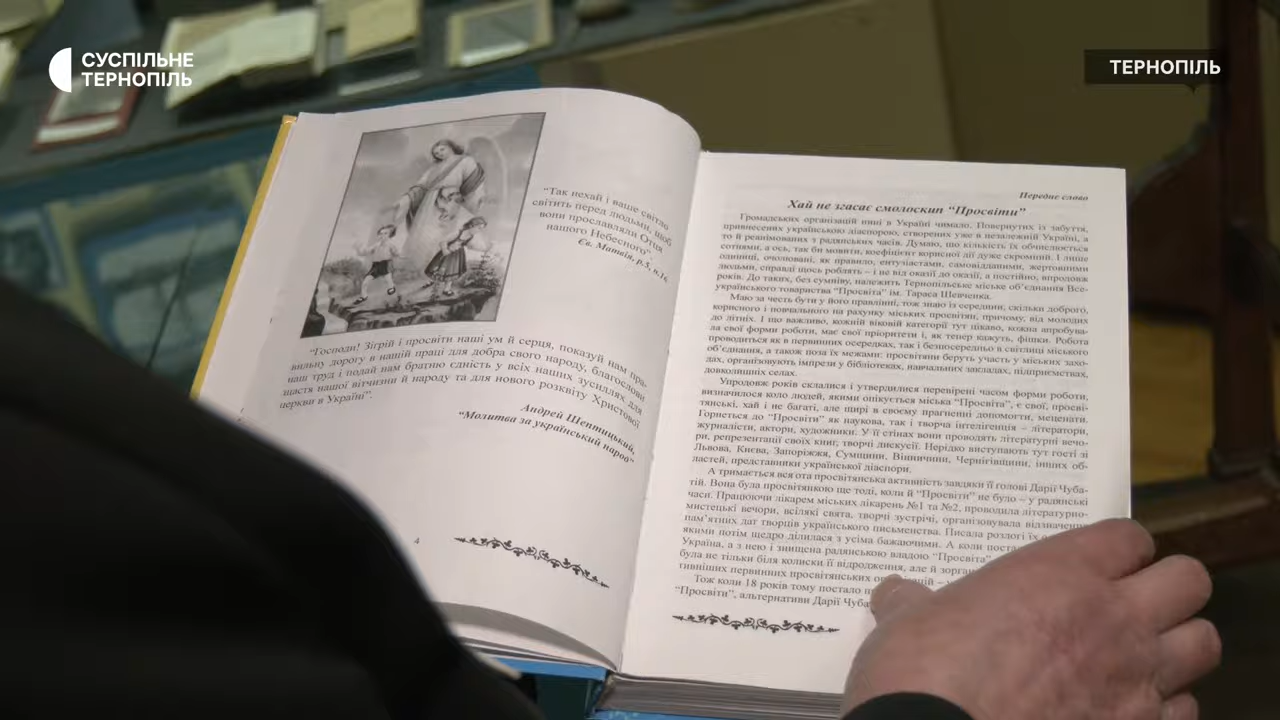 СУСПІЛЬНЕ
ТЕРНОПІЛЬ
ТЕРНОПІЛЬ
“Так нехай і ваше світло
світить перед людьми, щоб
вони прославляли Отця
нашого Небесного”.
Єв. Матвія, р.5, в.16
“Господи! Зігрій і просвіти наші ум й серця, показуй нам пра-
вильну дорогу в нашій праці для добра свого народу, благослови
наш труд і подай нам братню єдність у всіх наших зусиллях для
щастя нашої вітчизни й народу та для нового розквіту Христової
церкви в Україні”.
Андрей Шептицький,
“Молитва за український народ”
4
Переднє слово
Хай не згасає смолоскип “Просвіти”
Громадських організацій нині в Україні чимало. Повернутих із забуття,
привнесених українською діаспорою, створених уже в незалежній Україні, а
то й реанімованих з радянських часів. Думаю, що кількість їх обчислюється
сотнями, а ось, так би мовити, коефіцієнт корисної дії дуже скромний. І лише
одиниці, очолювані, як правило, ентузіастами, самовідданими, жертовними
людьми, справді щось роблять – і не від оказії до оказії, а постійно, впродовж
років. До таких, без сумніву, належить Тернопільське міське об’єднання Все-
українського товариства “Просвіта” ім. Тараса Шевченка.
Маю за честь бути у його правлінні, тож знаю із середини, скільки доброго,
корисного і повчального на рахунку міських просвітян, причому, від молодих
до літніх. І що важливо, кожній віковій категорії тут цікаво, кожна апробува-
ла свої форми роботи, має свої пріоритети і, як тепер кажуть, фішки. Робота
проводиться як в первинних осередках, так і безпосередньо в світлиці міського
об’єднання, а також поза їх межами: просвітяни беруть участь у міських захо-
дах, організовують імпрези у бібліотеках, навчальних закладах, підприємствах,
довколишніх селах.
Упродовж років склалися і утвердилися перевірені часом форми роботи,
визначилося коло людей, якими опікується міська “Просвіта”, є свої, просві-
тянські, хай і не багаті, але щирі в своєму прагненні допомогти, меценати.
Горнеться до “Просвіти” як наукова, так і творча інтелігенція – літератори,
журналісти, актори, художники. У її стінах вони проводять літературні вечо-
ри, репрезентації своїх книг, творчі дискусії. Нерідко виступають тут гості зі
Львова, Києва, Запоріжжя, Сумщини, Вінничини, Чернігівщини, інших об-
ластей, представники української діаспори.
А тримається вся ота просвітянська активність завдяки її голові Дарії Чуба-
тій. Вона була просвітянкою ще тоді, коли й “Просвіти” не було – у радянські
часи. Працюючи лікарем міських лікарень №1 та №2, проводила літературно-
мистецькі вечори, всілякі свята, творчі зустрічі, організовувала відзначення
пам’ятних дат творців українського письменства. Писала розлогі їх
якими потім щедро ділилася з усіма бажаючими. А коли
Україна, а з нею і знищена радянською владою “Просвіта”
була не тільки біля колиски її відродження, але й
тивніших первинних просвітянських
Тож коли 18 років тому постало
“Просвіти”, альтернативи Дарії